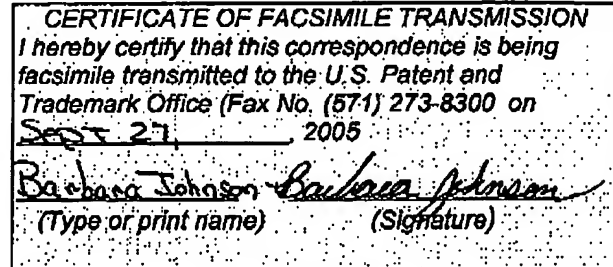 CERTIFICATE OF FACSIMILE TRANSMISSION
I hereby certify that this correspondence is being
facsimile transmitted to the U.S. Patent and
Trademark Office (Fax No. (571) 273-8300 on
Sept 27, , 2005
Barbara Johnson Barbara Johnson
(Type or print name) (Signature)